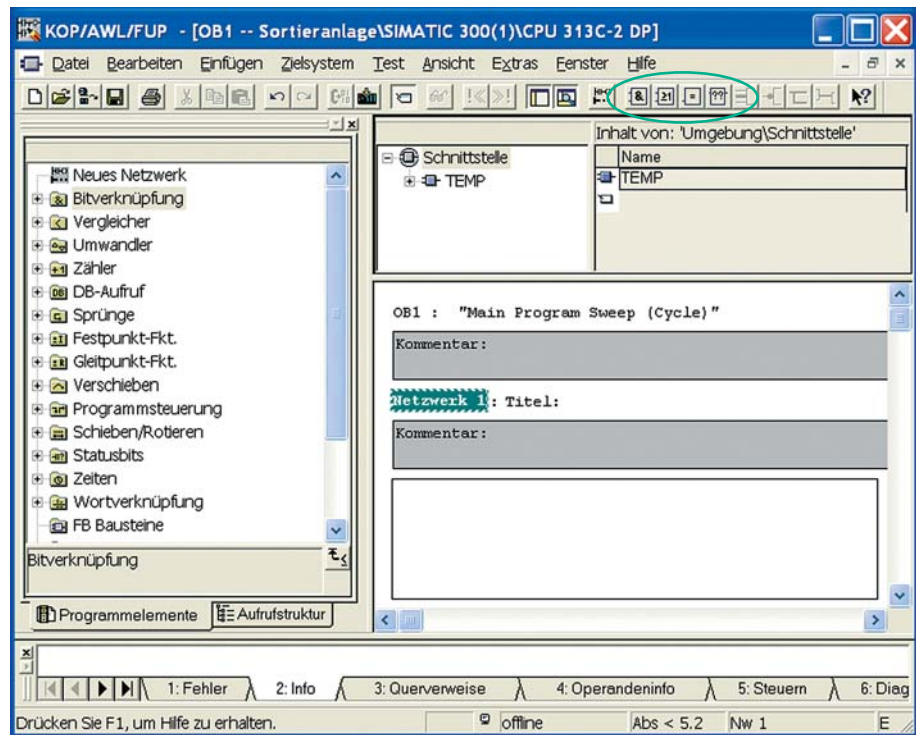 KOP/AWL/FUP - [OB1 -- Sortieranlage\SIMATIC 300(1)\CPU 313C-2 DP]
Datei Bearbeiten Einfügen Zielsystem Test Ansicht Extras Fenster Hilfe
& ≥1 = ??
Inhalt von: 'Umgebung\Schnittstelle'
Schnittstelle
TEMP
Name
TEMP
Neues Netzwerk
Bitverknüpfung
Vergleicher
Umwandler
Zähler
DB-Aufruf
Sprünge
Festpunkt-Fkt.
Gleitpunkt-Fkt.
Verschieben
Programmsteuerung
Schieben/Rotieren
Statusbits
Zeiten
Wortverknüpfung
FB Bausteine
Bitverknüpfung
Programmelemente Aufrufstruktur
OB1 : "Main Program Sweep (Cycle)"
Kommentar:
Netzwerk 1: Titel:
Kommentar:
1: Fehler 2: Info 3: Querverweise 4: Operandeninfo 5: Steuern 6: Diag
Drücken Sie F1, um Hilfe zu erhalten. offline Abs < 5.2 Nw 1 E